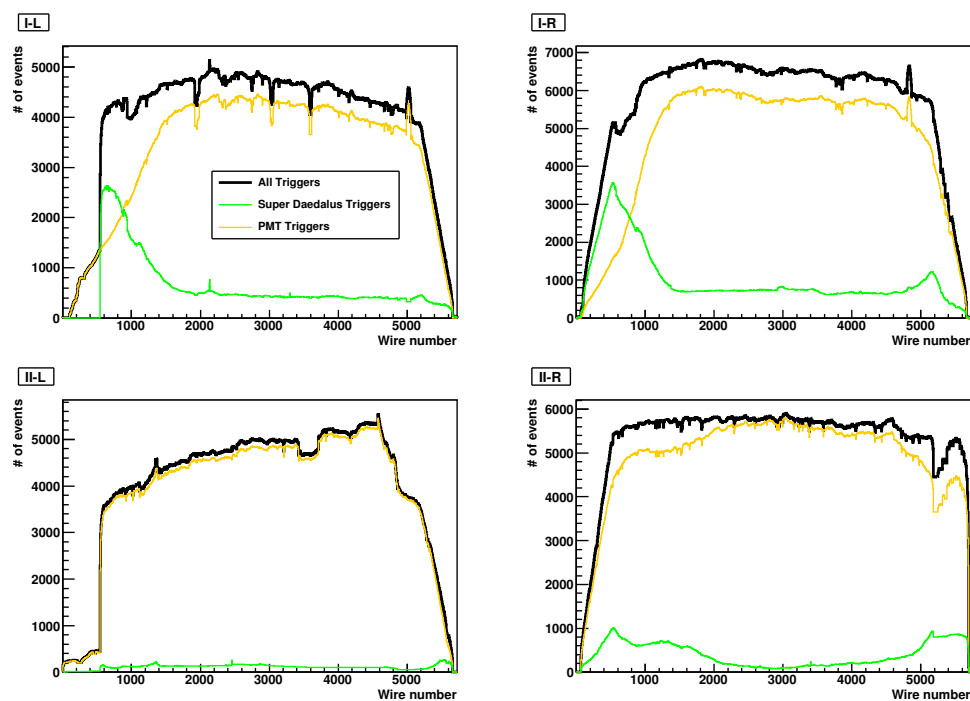 I-L
# of events
5000
4000
3000
2000
1000
0
1000 2000 3000 4000 5000
Wire number
All Triggers
Super Daedalus Triggers
PMT Triggers
I-R
# of events
7000
6000
5000
4000
3000
2000
1000
0
1000 2000 3000 4000 5000
Wire number
II-L
# of events
5000
4000
3000
2000
1000
0
1000 2000 3000 4000 5000
Wire number
II-R
# of events
6000
5000
4000
3000
2000
1000
0
1000 2000 3000 4000 5000
Wire number